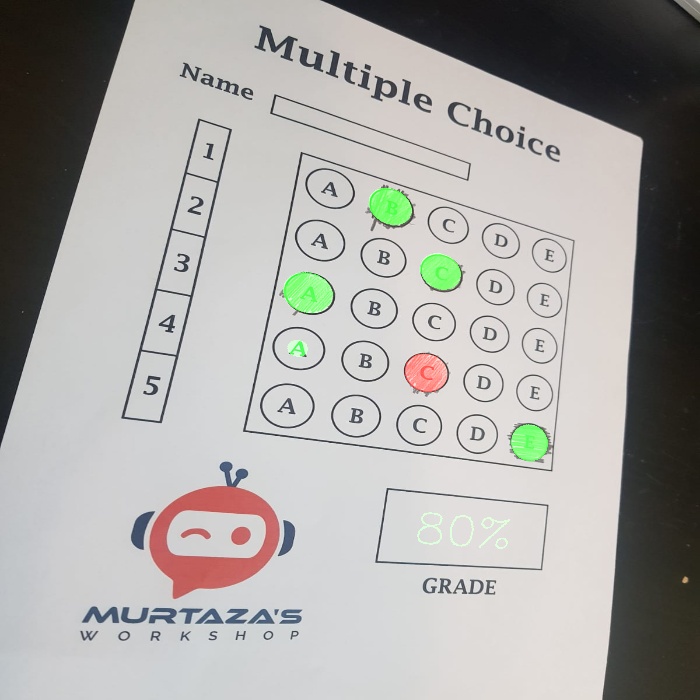 Multiple Choice
Name
1
2
3
4
5
A B C D E
A B C D E
A B C D E
A B C D E
A B C D E
80%
GRADE
MURTAZA'S
WORKSHOP